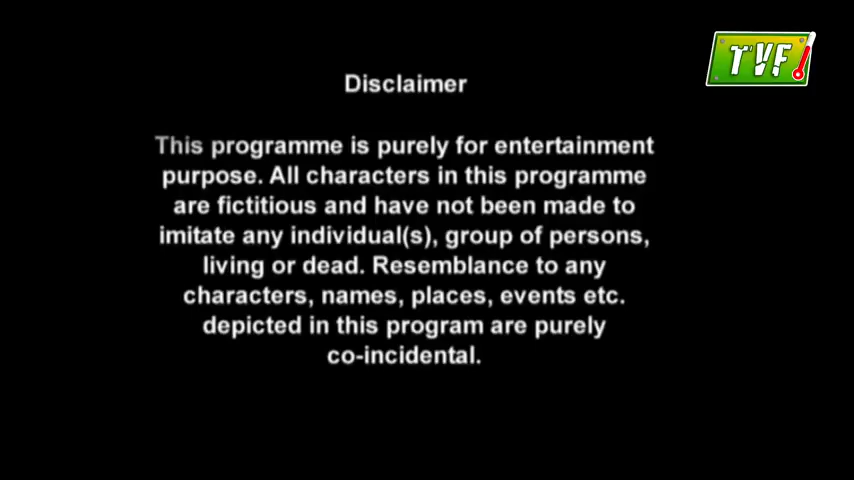 TVF
Disclaimer
This programme is purely for entertainment
purpose. All characters in this programme
are fictitious and have not been made to
imitate any individual(s), group of persons,
living or dead. Resemblance to any
characters, names, places, events etc.
depicted in this program are purely
co-incidental.